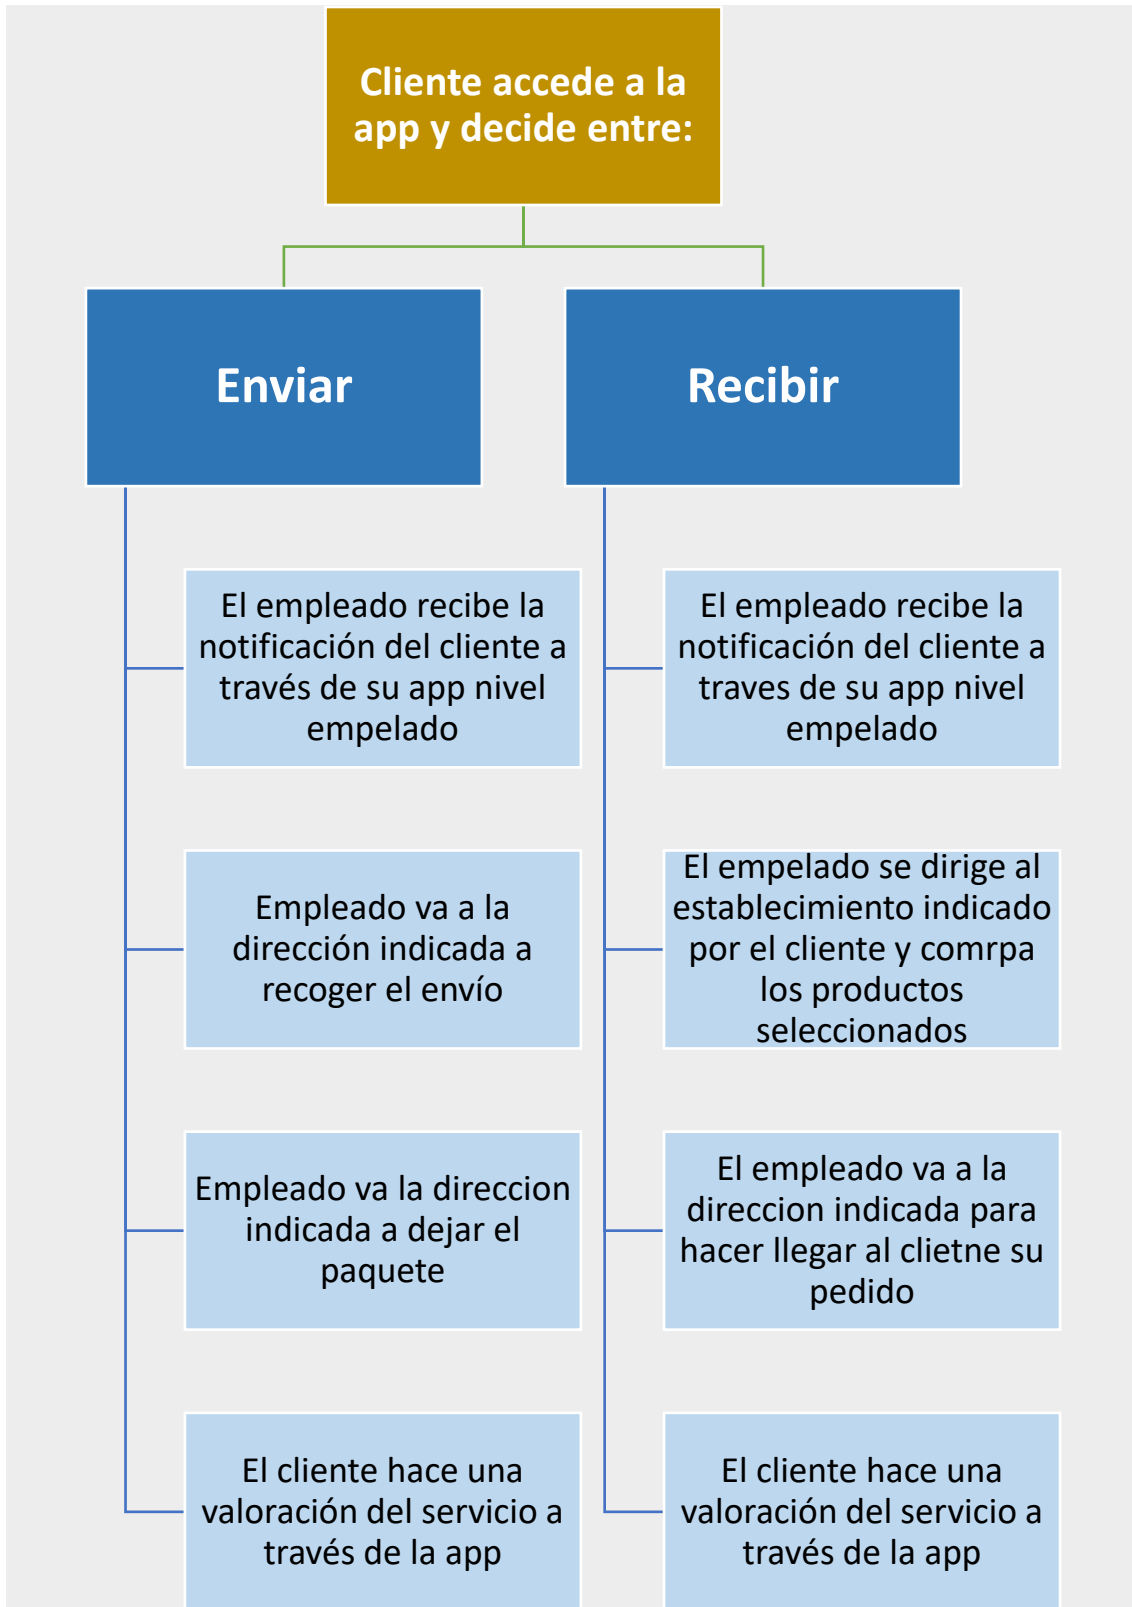 Cliente accede a la
app y decide entre:
Enviar
El empleado recibe la
notificación del cliente a
través de su app nivel
empelado
Empleado va a la
dirección indicada a
recoger el envío
Empleado va la direccion
indicada a dejar el
paquete
El cliente hace una
valoración del servicio a
través de la app
Recibir
El empleado recibe la
notificación del cliente a
traves de su app nivel
empelado
El empelado se dirige al
establecimiento indicado
por el cliente y comrpa
los productos
seleccionados
El empleado va a la
direccion indicada para
hacer llegar al clietne su
pedido
El cliente hace una
valoración del servicio a
través de la app